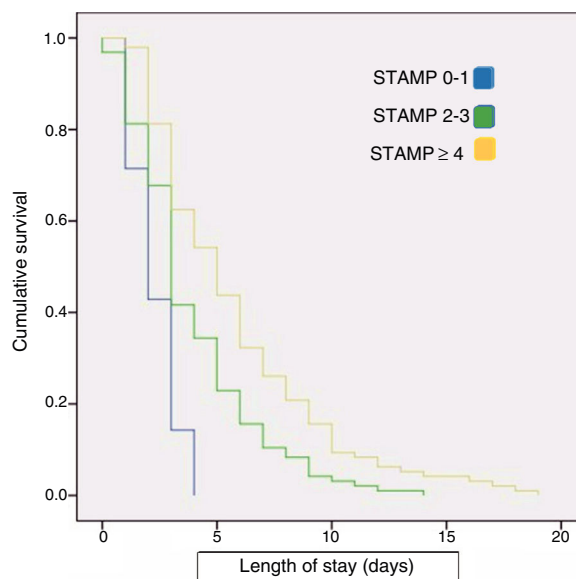 1.0
0.8
0.6
0.4
0.2
0.0
Cumulative survival
STAMP 0-1
STAMP 2-3
STAMP ≥ 4
0 5 10 15 20
Length of stay (days)